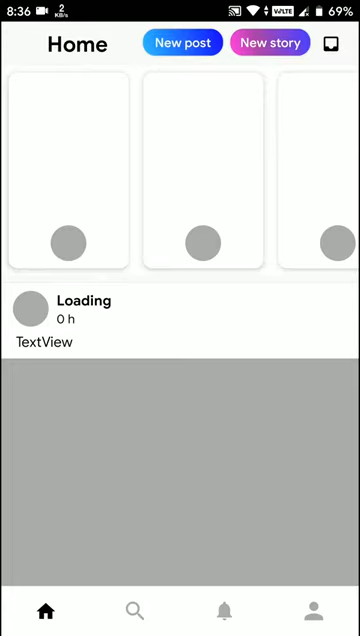 8:36 2 KB/s VoLTE 69%
Home New post New story
Loading
0 h
TextView